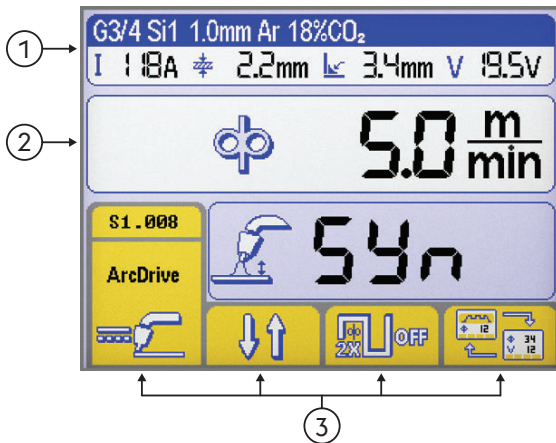 G3/4 Si1 1.0mm Ar 18%CO₂
I 118A 2.2mm 3.4mm V 19.5V
5.0 m/min
S1.008
Syn
ArcDrive
2X OFF
12
34
V 12
1
2
3